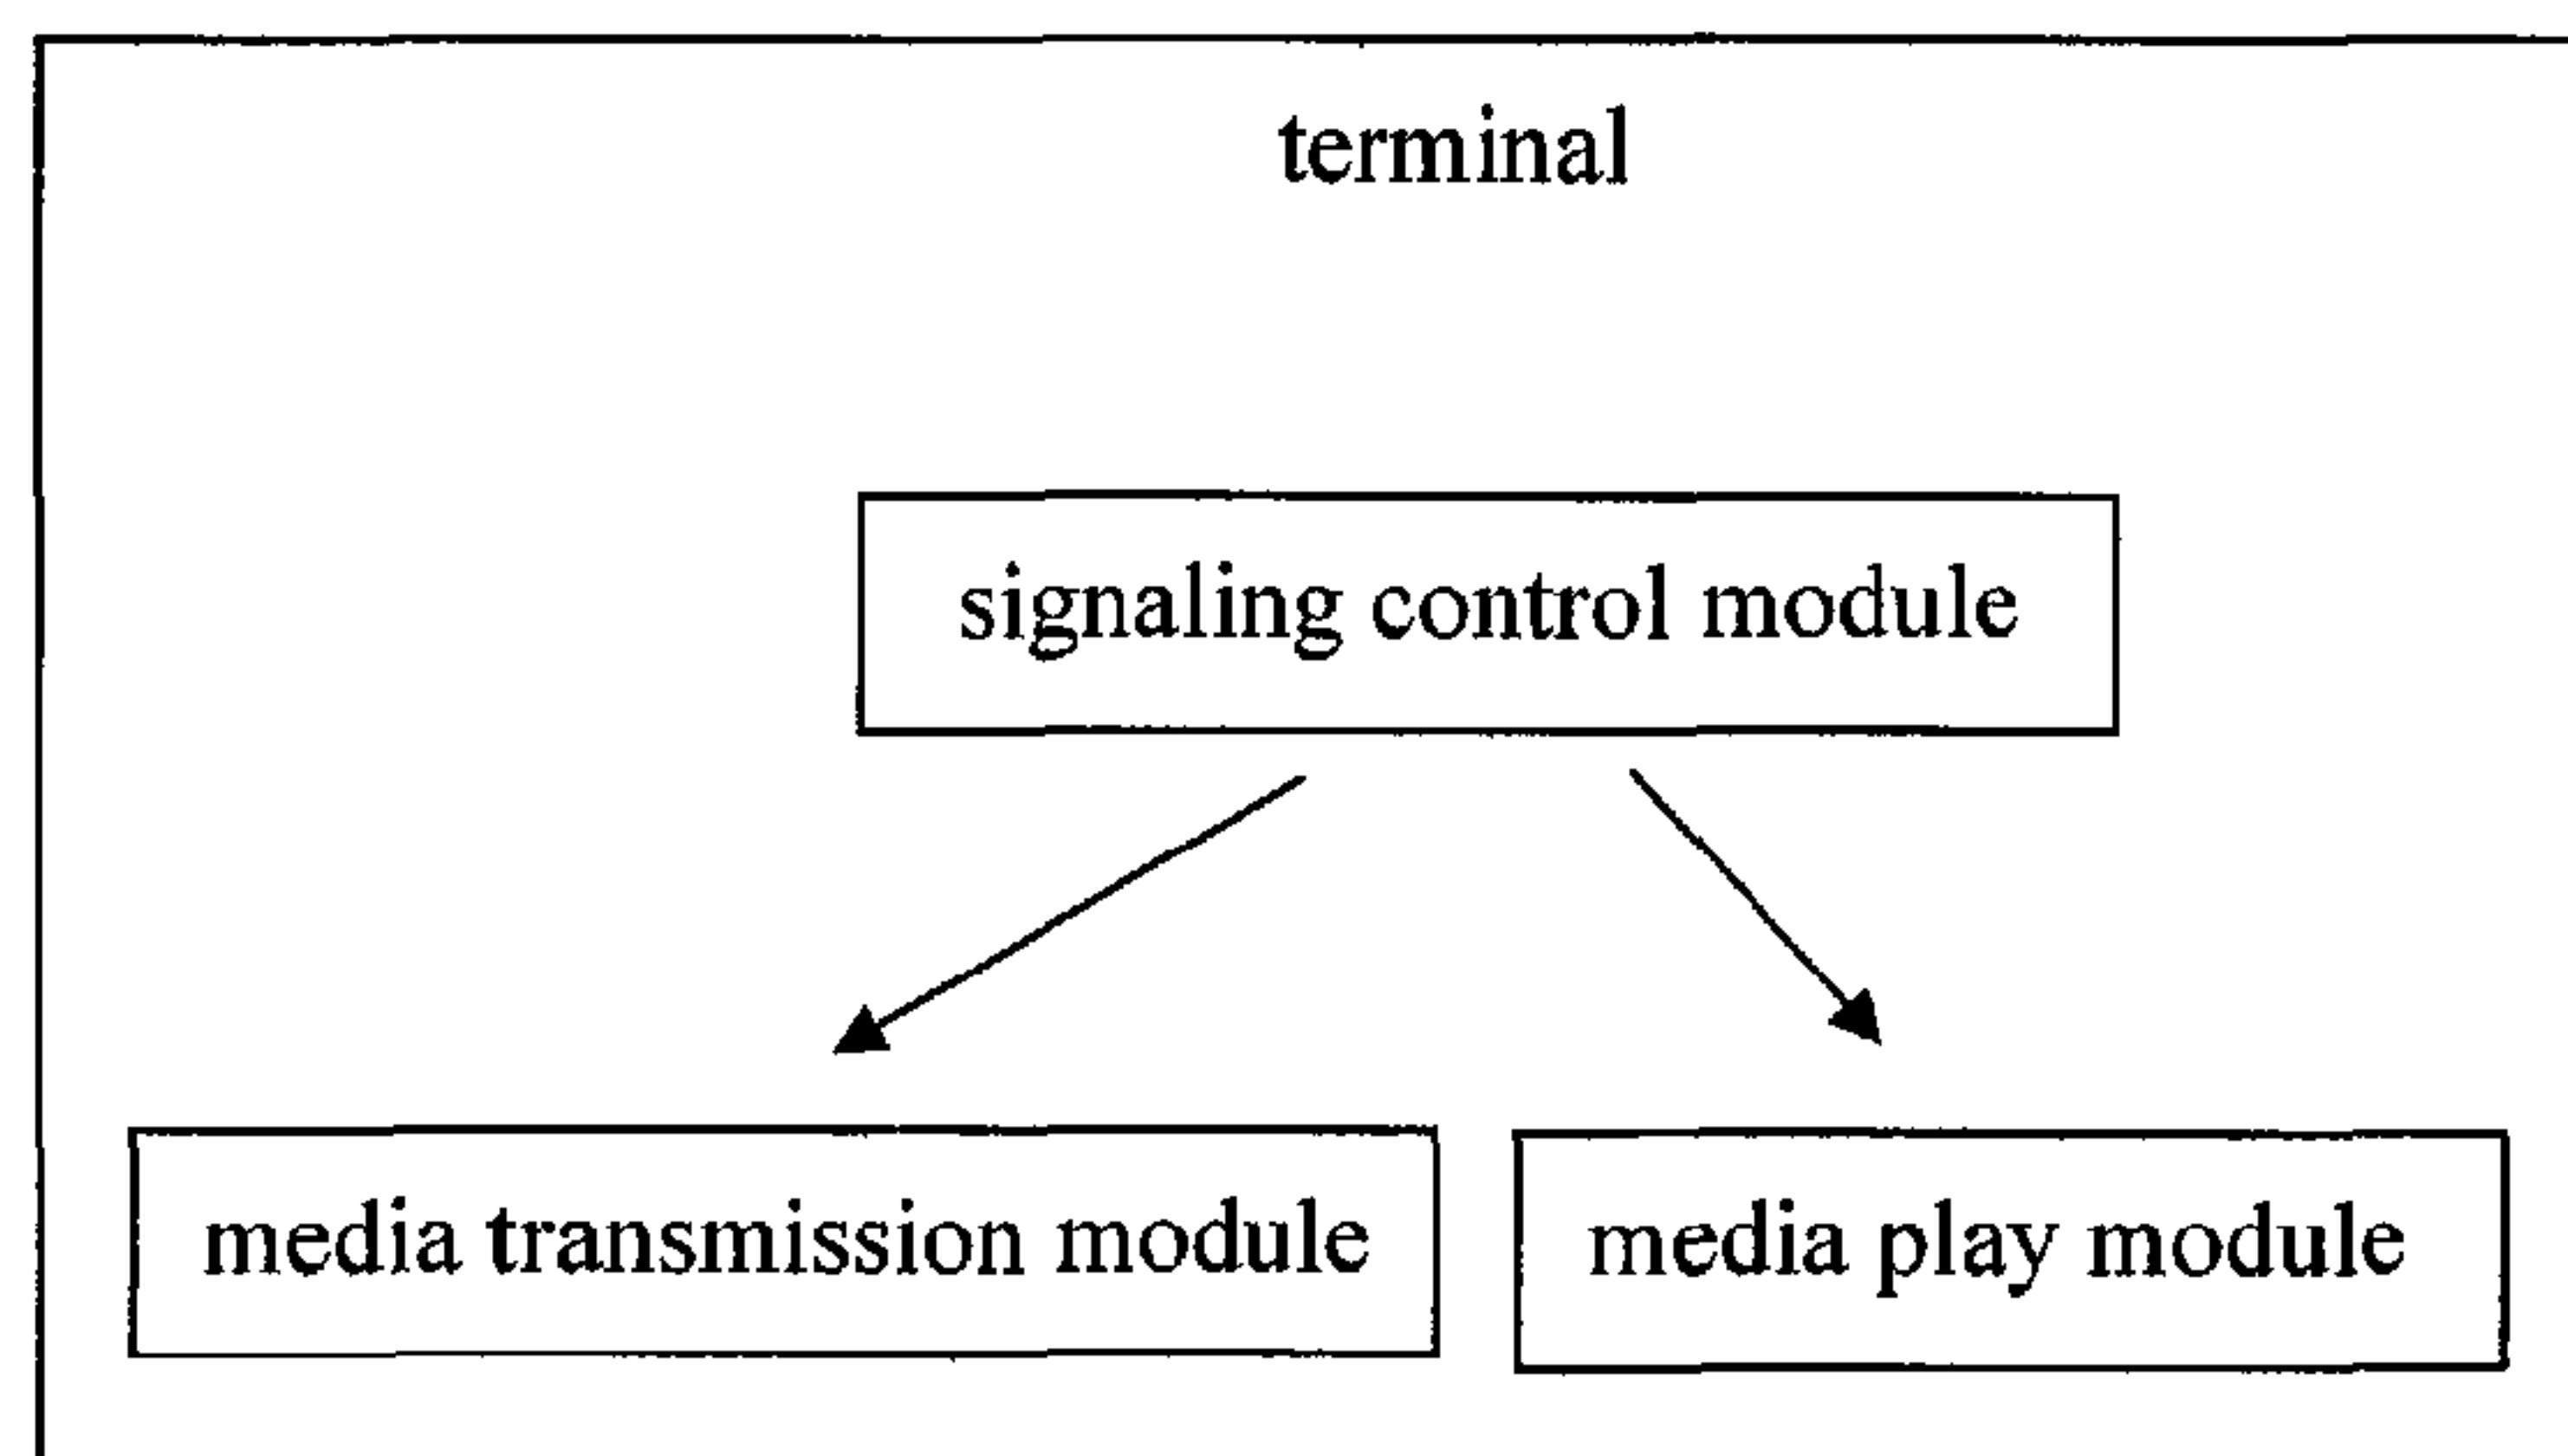 terminal
signaling control module
media transmission module
media play module